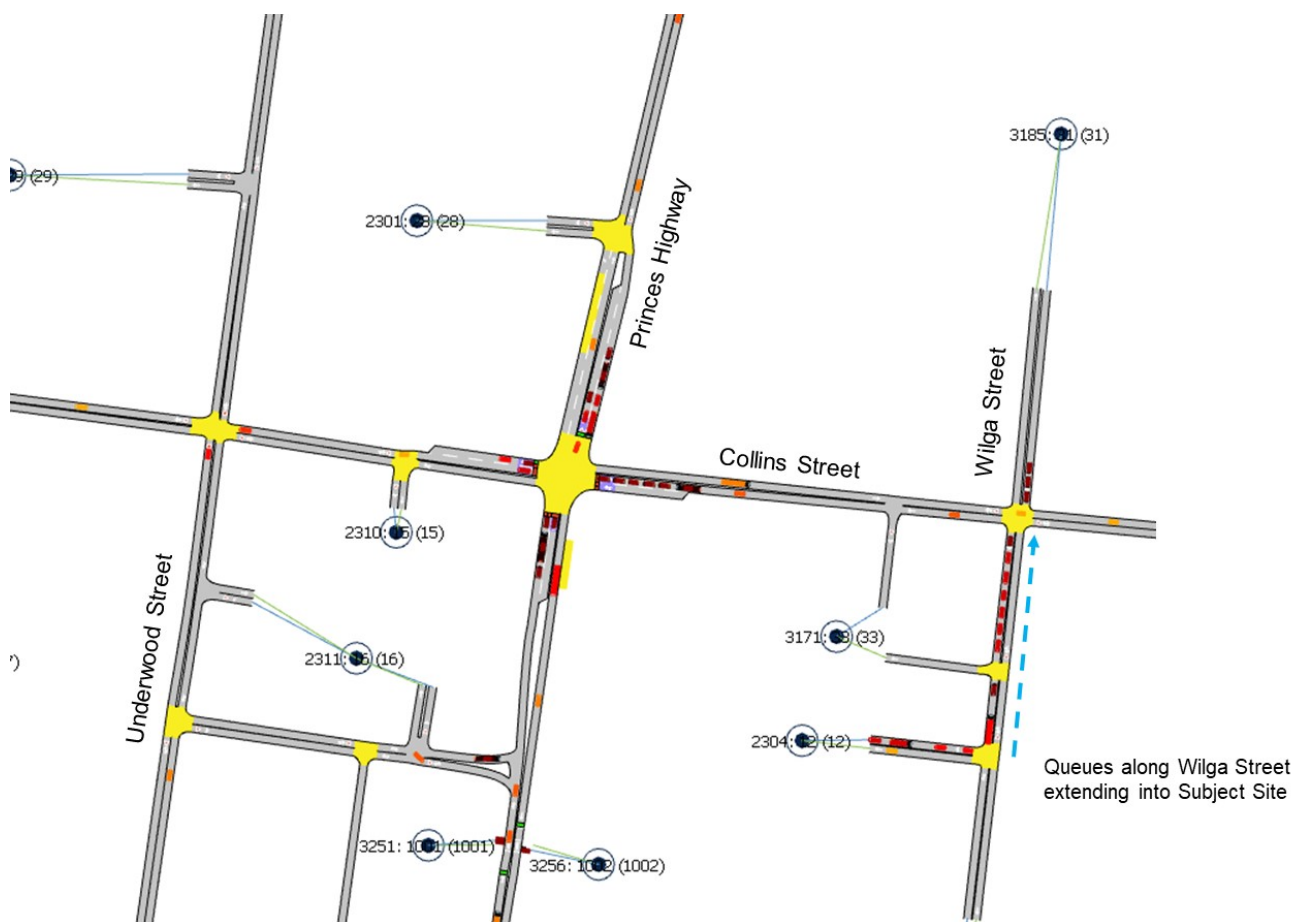 3185: (31)
(29)
2301: (28)
Princes Highway
Wilga Street
Collins Street
2310: (15)
3171: (33)
2311: (16)
Underwood Street
2304: (12)
Queues along Wilga Street
extending into Subject Site
3251: (1001)
3256: (1002)